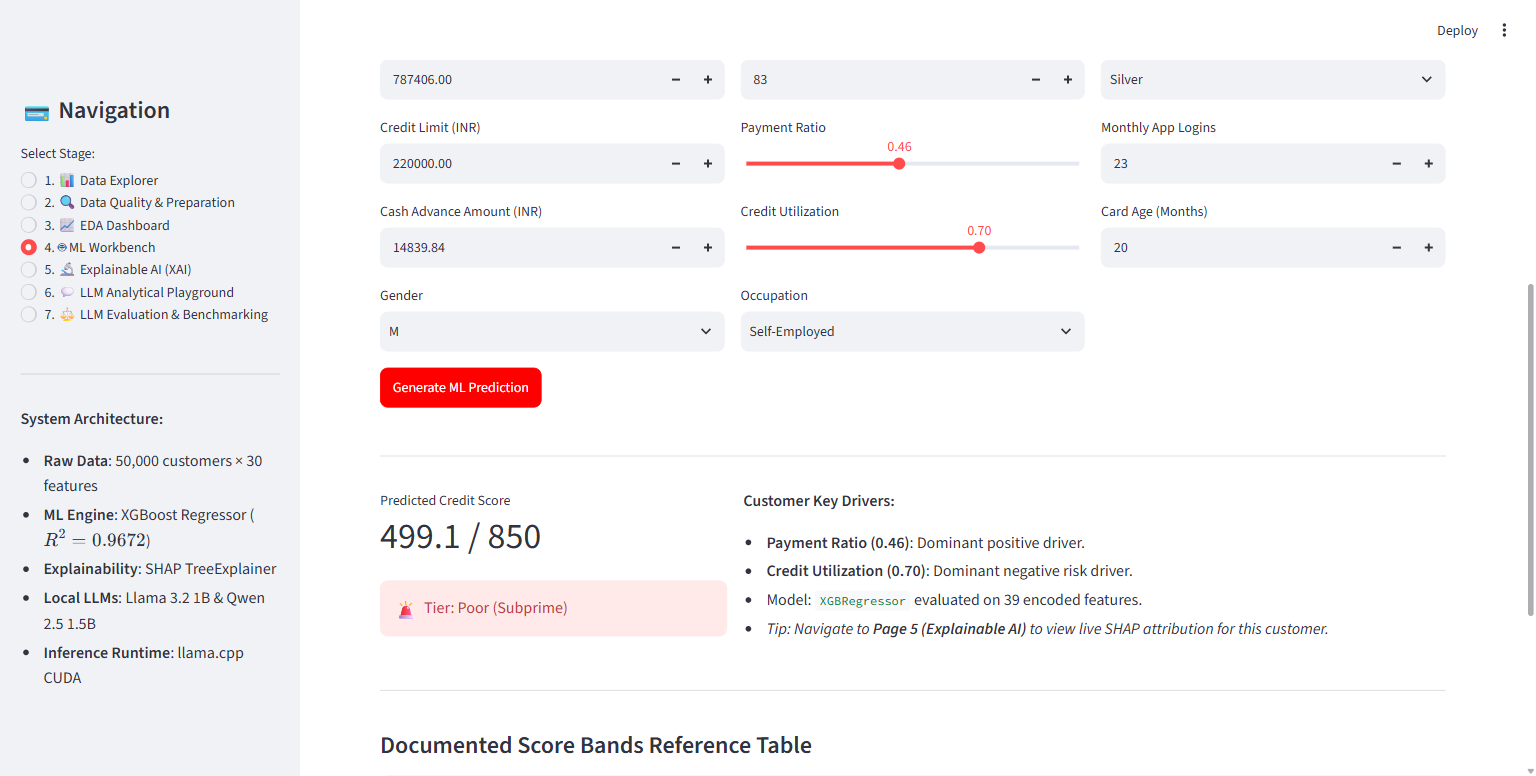 Deploy
Navigation
Select Stage:
1. 📊 Data Explorer
2. 🔍 Data Quality & Preparation
3. 📈 EDA Dashboard
4. ML Workbench
5. 🔬 Explainable AI (XAI)
6. 💬 LLM Analytical Playground
7. ⚖️ LLM Evaluation & Benchmarking
System Architecture:
• Raw Data: 50,000 customers × 30
features
• ML Engine: XGBoost Regressor (
R² = 0.9672)
• Explainability: SHAP TreeExplainer
• Local LLMs: Llama 3.2 1B & Qwen
2.5 1.5B
• Inference Runtime: llama.cpp
CUDA
787406.00
83
Silver
Credit Limit (INR)
220000.00
Payment Ratio
0.46
Monthly App Logins
23
Cash Advance Amount (INR)
14839.84
Credit Utilization
0.70
Card Age (Months)
20
Gender
M
Occupation
Self-Employed
Generate ML Prediction
Predicted Credit Score
499.1 / 850
🚨 Tier: Poor (Subprime)
Customer Key Drivers:
• Payment Ratio (0.46): Dominant positive driver.
• Credit Utilization (0.70): Dominant negative risk driver.
• Model: XGBRegressor evaluated on 39 encoded features.
• Tip: Navigate to Page 5 (Explainable AI) to view live SHAP attribution for this customer.
Documented Score Bands Reference Table